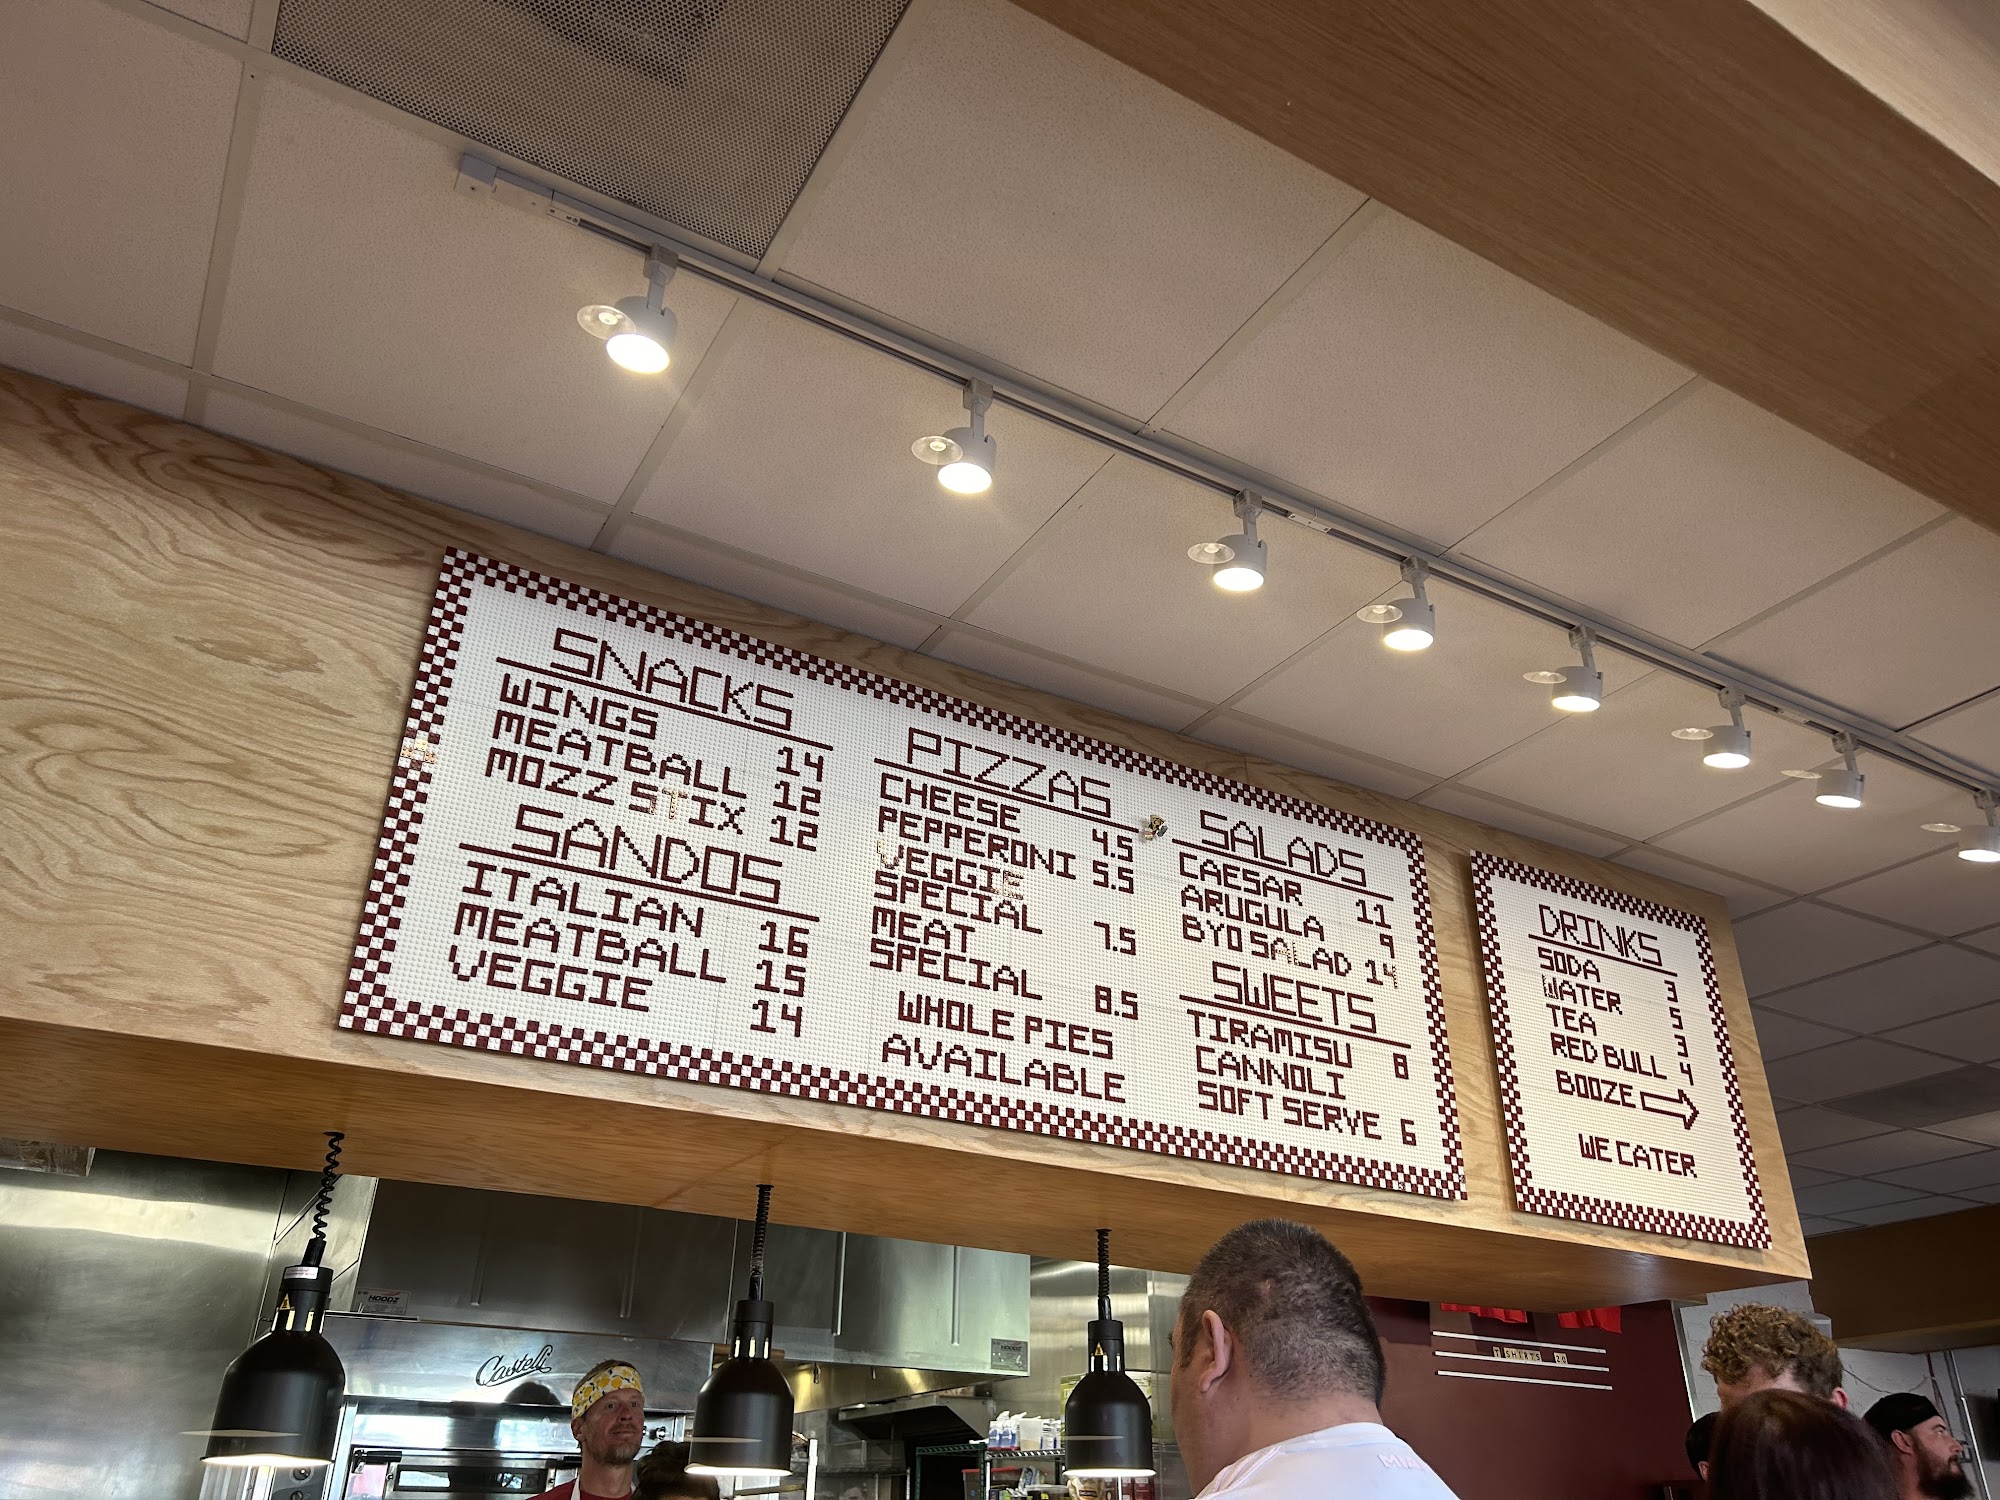 SNACKS
WINGS 14
MEATBALL 12
MOZZ STIX 12
SANDOS
ITALIAN 16
MEATBALL 15
VEGGIE 14
PIZZAS
CHEESE 4.5
PEPPERONI 5.5
VEGGIE
SPECIAL 7.5
MEAT
SPECIAL 8.5
WHOLE PIES
AVAILABLE
SALADS
CAESAR 11
ARUGULA 9
BYO SALAD 14
SWEETS
TIRAMISU 8
CANNOLI
SOFT SERVE 6
DRINKS
SODA 3
WATER 5
TEA 3
RED BULL 4
BOOZE
WE CATER
Castelli
HOODZ
T SHIRTS 20